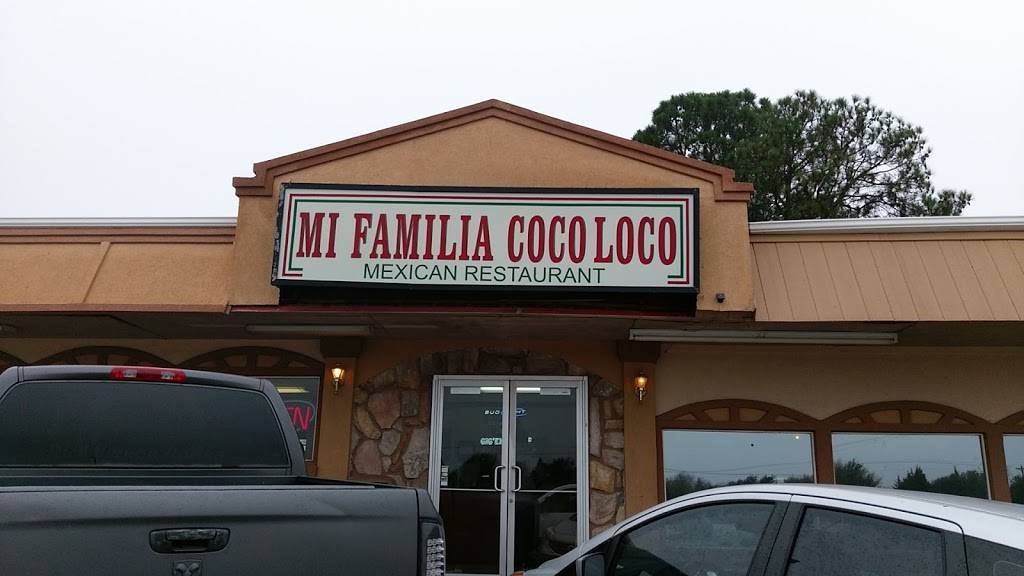 MI FAMILIA COCO LOCO
MEXICAN RESTAURANT